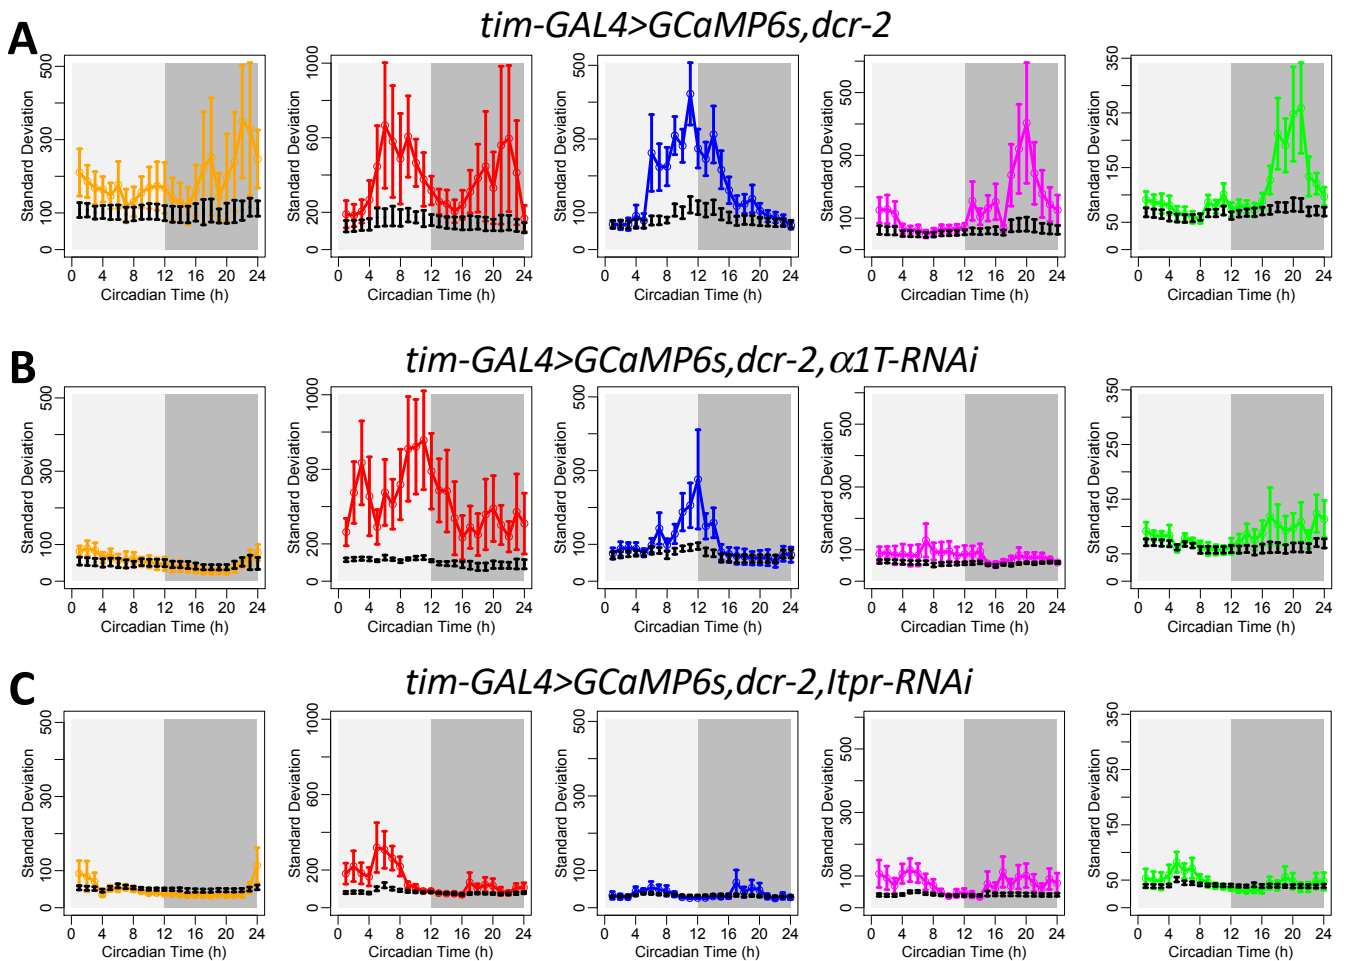 A
tim-GAL4>GCaMP6s,dcr-2
500
300
100
0
Standard Deviation
0 4 8 12 16 20 24
Circadian Time (h)
1000
600
200
0
Standard Deviation
0 4 8 12 16 20 24
Circadian Time (h)
500
300
100
0
Standard Deviation
0 4 8 12 16 20 24
Circadian Time (h)
500
300
100
0
Standard Deviation
0 4 8 12 16 20 24
Circadian Time (h)
350
250
150
50
0
Standard Deviation
0 4 8 12 16 20 24
Circadian Time (h)
B
tim-GAL4>GCaMP6s,dcr-2,α1T-RNAi
500
300
100
0
Standard Deviation
0 4 8 12 16 20 24
Circadian Time (h)
1000
600
200
0
Standard Deviation
0 4 8 12 16 20 24
Circadian Time (h)
500
300
100
0
Standard Deviation
0 4 8 12 16 20 24
Circadian Time (h)
500
300
100
0
Standard Deviation
0 4 8 12 16 20 24
Circadian Time (h)
350
250
150
50
0
Standard Deviation
0 4 8 12 16 20 24
Circadian Time (h)
C
tim-GAL4>GCaMP6s,dcr-2,Itpr-RNAi
500
300
100
0
Standard Deviation
0 4 8 12 16 20 24
Circadian Time (h)
1000
600
200
0
Standard Deviation
0 4 8 12 16 20 24
Circadian Time (h)
500
300
100
0
Standard Deviation
0 4 8 12 16 20 24
Circadian Time (h)
500
300
100
0
Standard Deviation
0 4 8 12 16 20 24
Circadian Time (h)
350
250
150
50
0
Standard Deviation
0 4 8 12 16 20 24
Circadian Time (h)